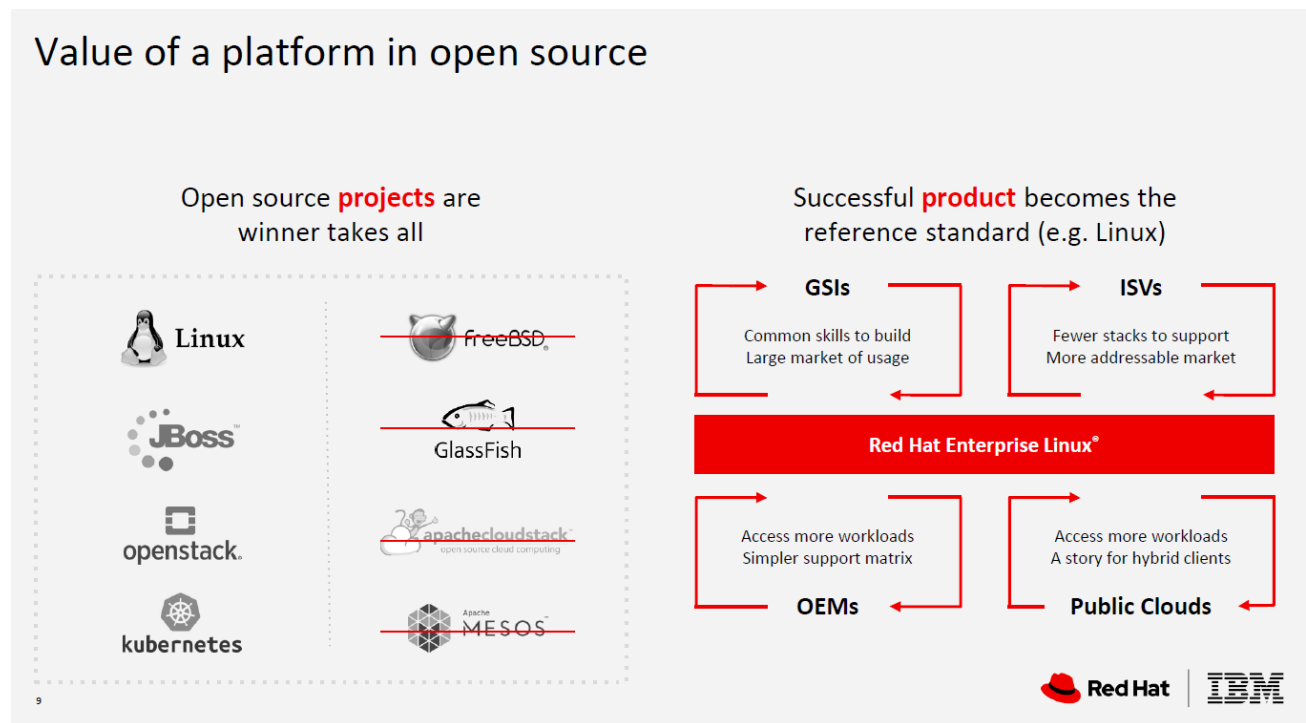 Value of a platform in open source
Open source projects are
winner takes all
Linux
FreeBSD®
JBoss™
GlassFish
openstack.
apachecloudstack™
open source cloud computing
kubernetes
Apache
MESOS™
Successful product becomes the
reference standard (e.g. Linux)
GSIs
Common skills to build
Large market of usage
ISVs
Fewer stacks to support
More addressable market
Red Hat Enterprise Linux®
Access more workloads
Simpler support matrix
OEMs
Access more workloads
A story for hybrid clients
Public Clouds
9
Red Hat
IBM